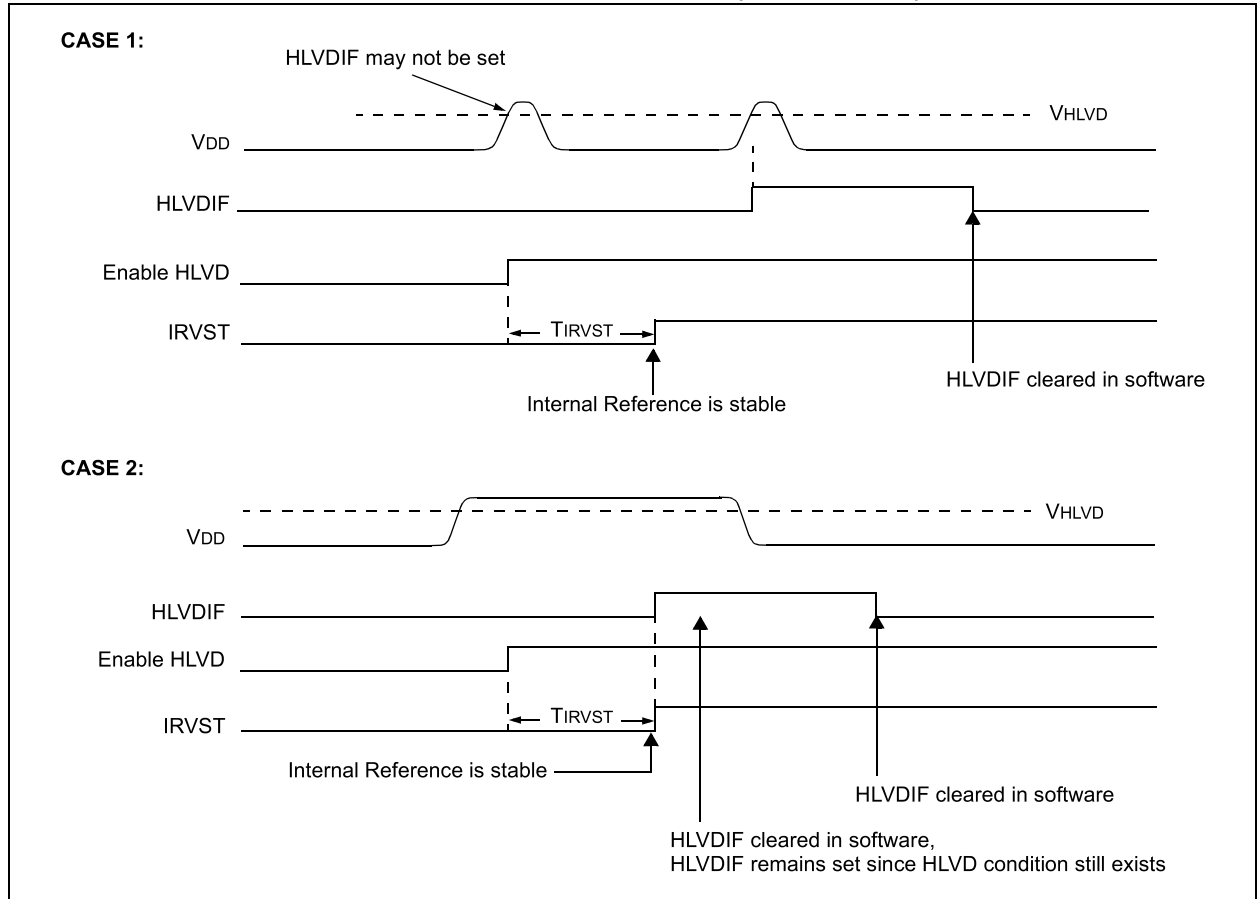 CASE 1:
HLVDIF may not be set
VHLVD
VDD
HLVDIF
Enable HLVD
TIRVST
IRVST
HLVDIF cleared in software
Internal Reference is stable
CASE 2:
VHLVD
VDD
HLVDIF
Enable HLVD
TIRVST
IRVST
Internal Reference is stable
HLVDIF cleared in software
HLVDIF cleared in software,
HLVDIF remains set since HLVD condition still exists